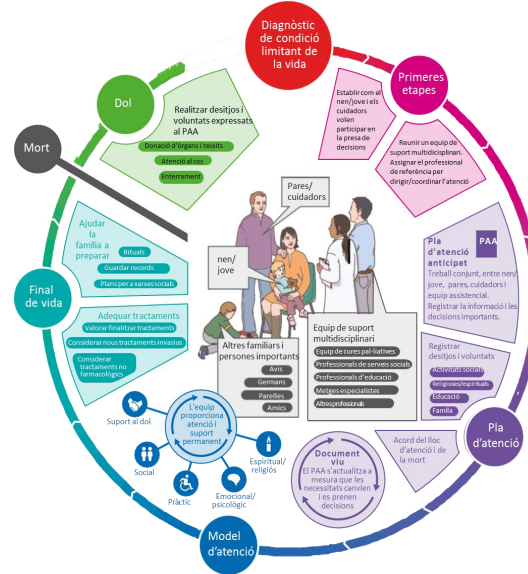 Diagnòstic
de condició
limitant de
la vida
Primeres
etapes
Establir com el
nen/jove i els
cuidadors
volen
participar en
la presa de
decisions
Reunir un equip de
suport multidisciplinari.
Assignar el professional
de referència per
dirigir/coordinar l'atenció
Pla
d'atenció
anticipat
PAA
Treball conjunt, entre nen/
jove, pares, cuidadors i
equip assistencial.
Registrar la informació i les
decisions importants.
Registrar
desitjos i voluntats
Activitats socials
Religioses/espirituals
Educació
Famíla
Pla
d'atenció
Acord del lloc
d'atenció i de
la mort
Document
viu
El PAA s'actualitza a
mesura que les
necessitats canvien i
es prenen
decisions
Model
d'atenció
L'equip
proporciona
atenció i
suport
permanent
Suport al dol
Social
Pràctic
Emocional/
psicològic
Espiritual/
religiós
Final
de vida
Adequar tractaments
Valorar finalitzar tractaments
Considerar nous tractaments invasius
Considerar
tractaments no
farmacològics
Ajudar
la família a
preparar
Rituals
Guardar records
Plans per a xarxes socials
Mort
Dol
Realitzar desitjos i
voluntats expressats
al PAA
Donació d'òrgans i teixits
Atenció al cos
Enterrament
Pares/
cuidadors
nen/
jove
Altres familiars i
persones importants
Avis
Germans
Parelles
Amics
Equip de suport
multidisciplinari
Equip de cures pal·liatives
Professionals de serveis socials
Professionals d'educació
Metges especialistes
Altres professionals